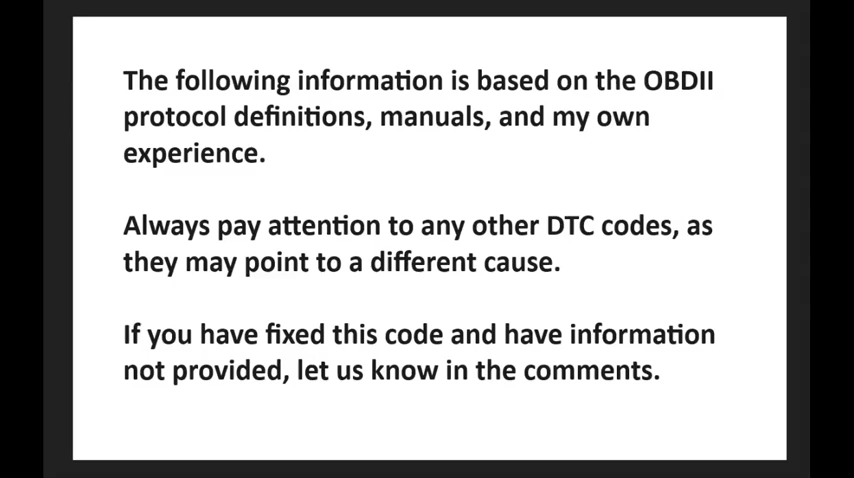 The following information is based on the OBDII
protocol definitions, manuals, and my own
experience.
Always pay attention to any other DTC codes, as
they may point to a different cause.
If you have fixed this code and have information
not provided, let us know in the comments.